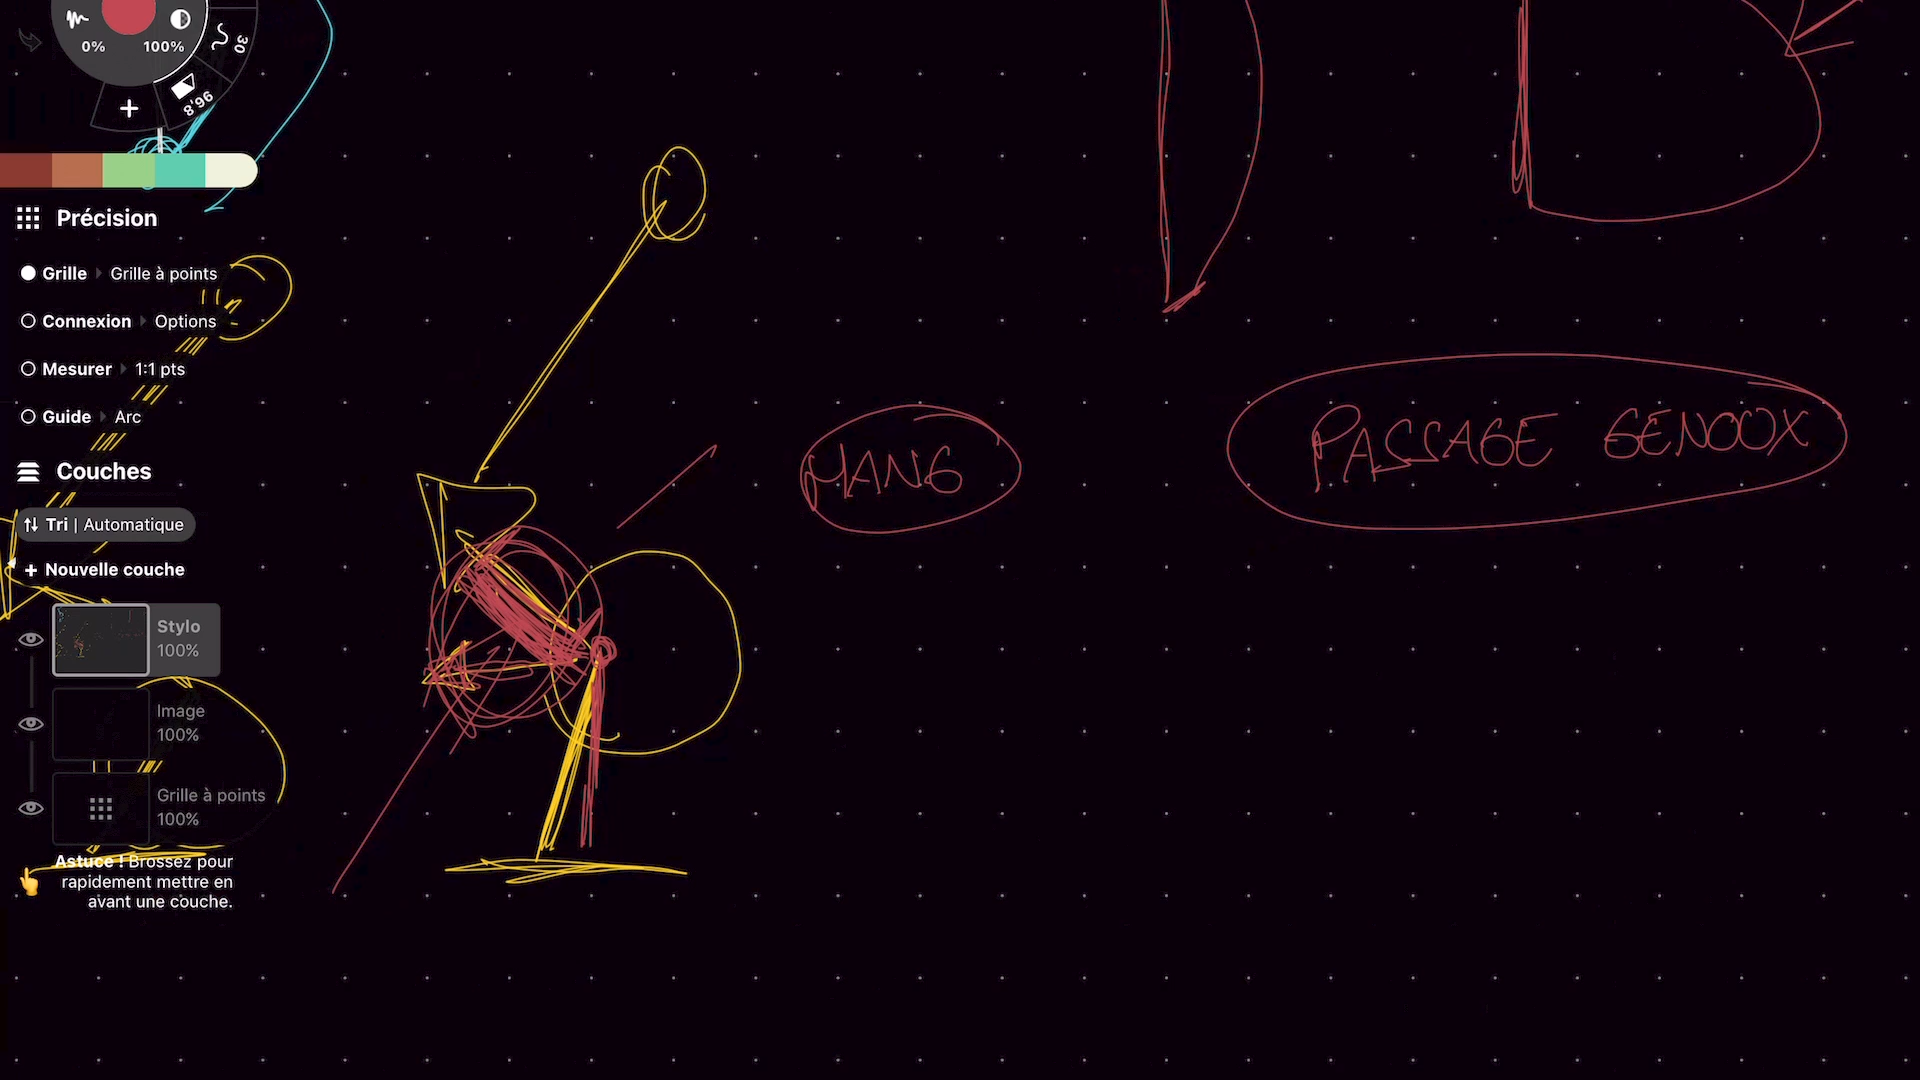 0%
100%
30
96,8
Précision
Grille Grille à points
Connexion Options
Mesurer 1:1 pts
Guide Arc
Couches
Tri | Automatique
+ Nouvelle couche
Stylo
100%
Image
100%
Grille à points
100%
Astuce ! Brossez pour
rapidement mettre en
avant une couche.
HANG
PASSAGE GENOUX